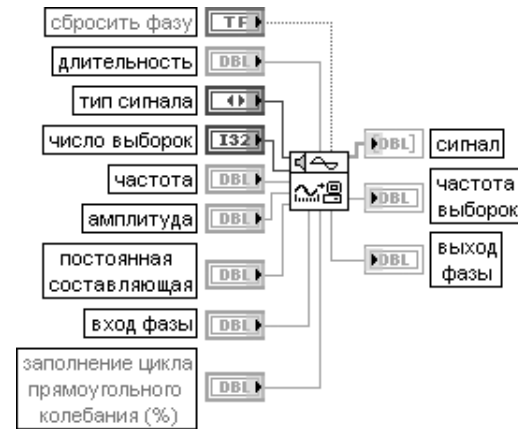 сбросить фазу
TF
длительность
DBL
тип сигнала
число выборок
I32
частота
DBL
амплитуда
DBL
постоянная
составляющая
DBL
вход фазы
DBL
заполнение цикла
прямоугольного
колебания (%)
DBL
DBL]
сигнал
DBL
частота
выборок
DBL
выход
фазы